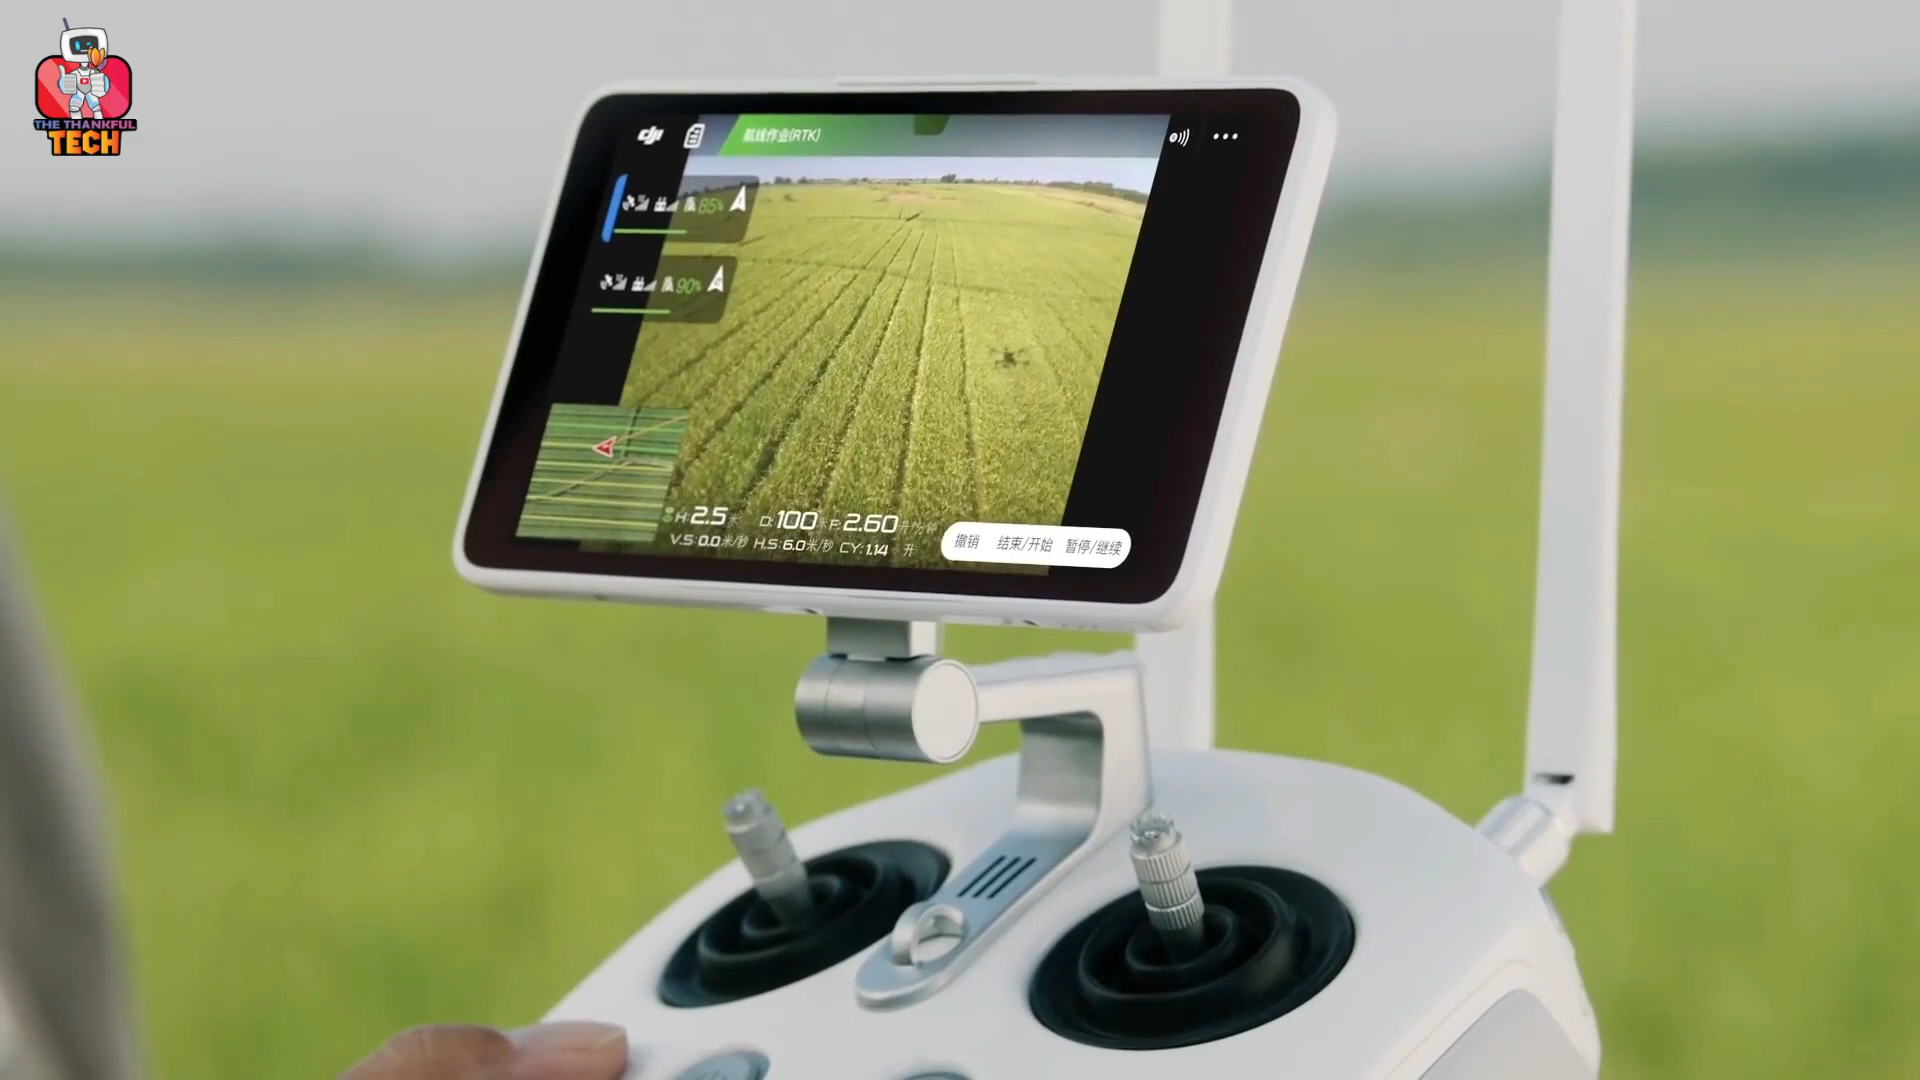 THE THANKFUL
TECH
dji
航线作业(RTK)
85%
90%
H:2.5米 D:100米 F:2.60升/分钟
V.S:0.0米/秒 H.S:6.0米/秒 CY:1.14 升
撤销 结束/开始 暂停/继续